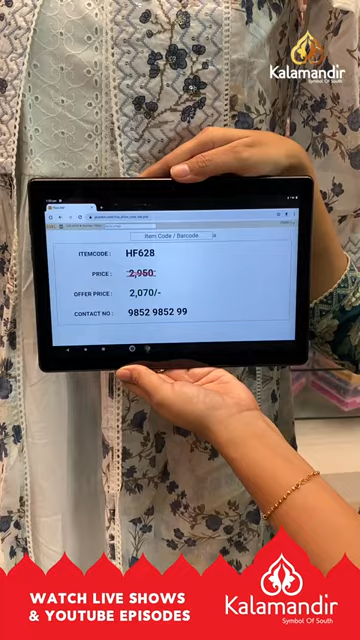 Kalamandir
Symbol Of South
Item Code / Barcode.
ITEMCODE : HF628
PRICE : 2,950
OFFER PRICE : 2,070/-
CONTACT NO : 9852 9852 99
WATCH LIVE SHOWS
& YOUTUBE EPISODES
Kalamandir
Symbol Of South